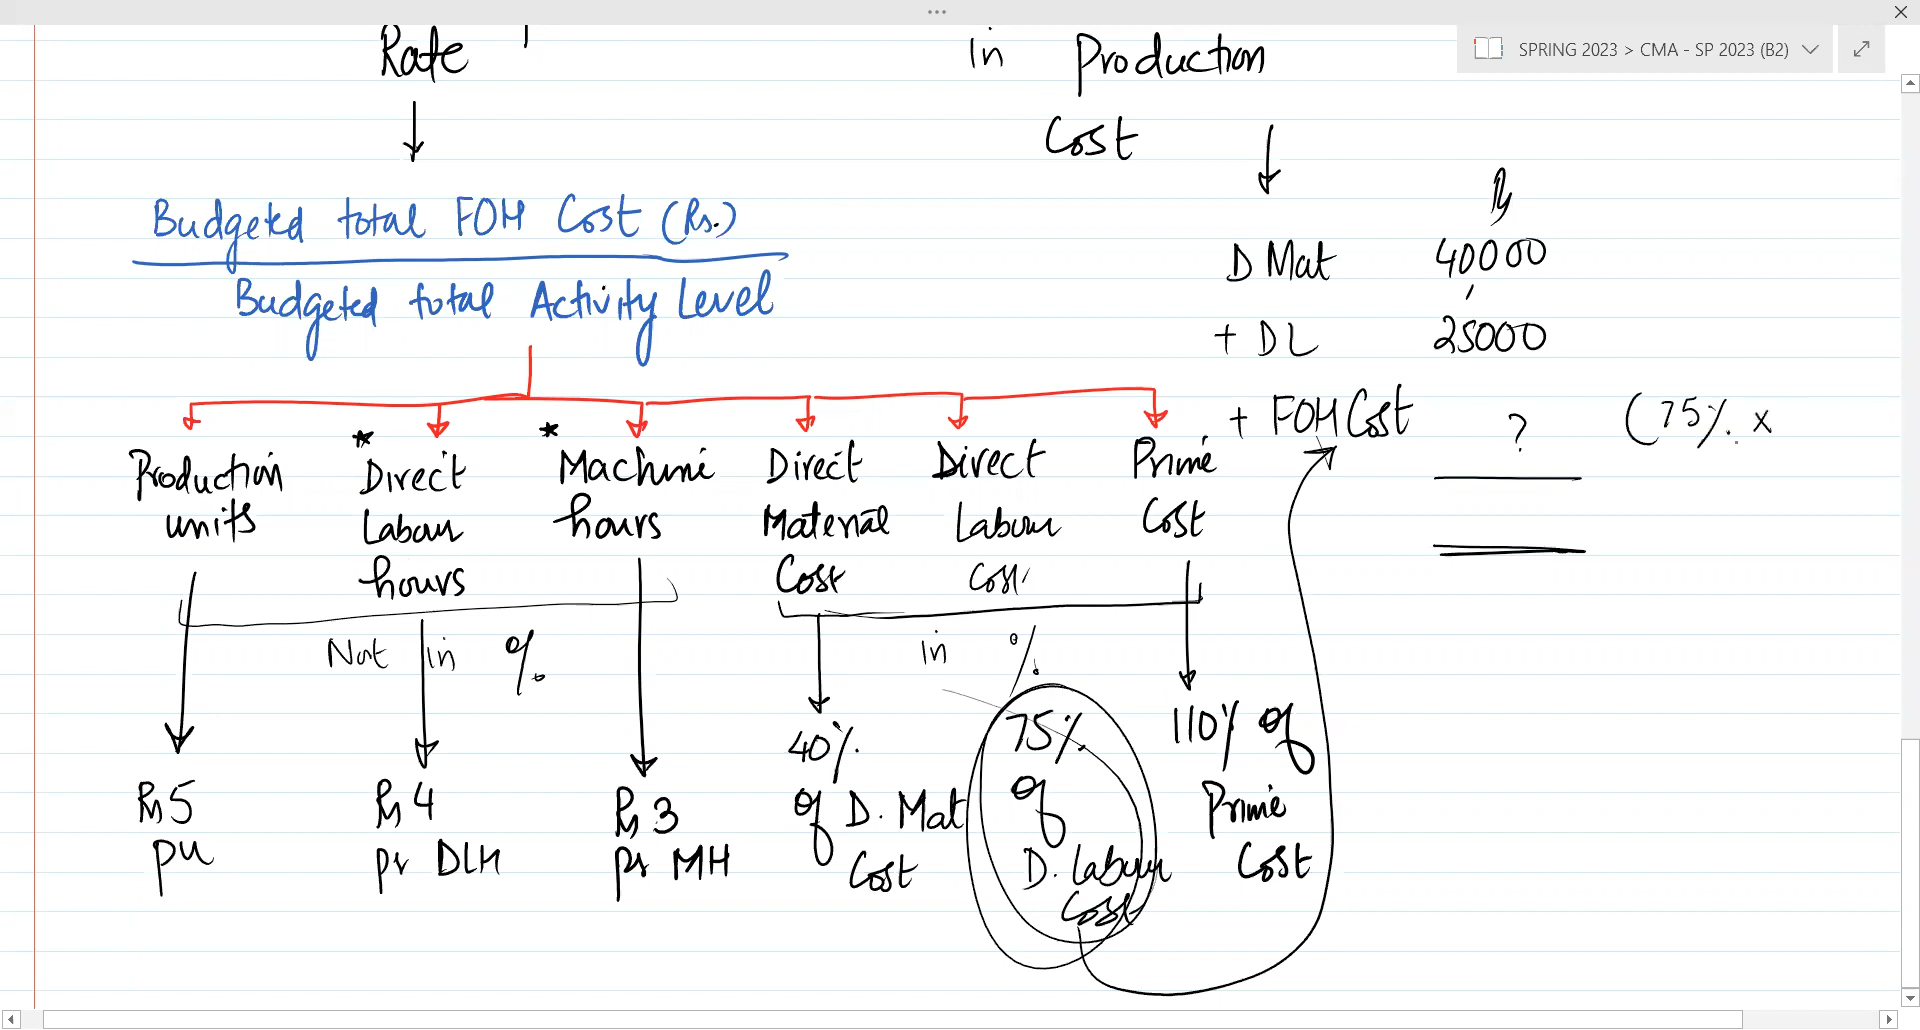 SPRING 2023 > CMA - SP 2023 (B2)
Rate
in Production
Cost
Budgeted total FOH Cost (Rs.)
Budgeted total Activity Level
Rs
D Mat 40000
+ DL 25000
+ FOH Cost ? (75% x
Production units
* Direct Labour hours
* Machine hours
Direct Material Cost
Direct Labour Cost
Prime Cost
Not in %
in %
Rs 5 pu
Rs 4 pr DLH
Rs 3 pr MH
40% of D. Mat Cost
75% of D. Labour Cost
110% of Prime Cost